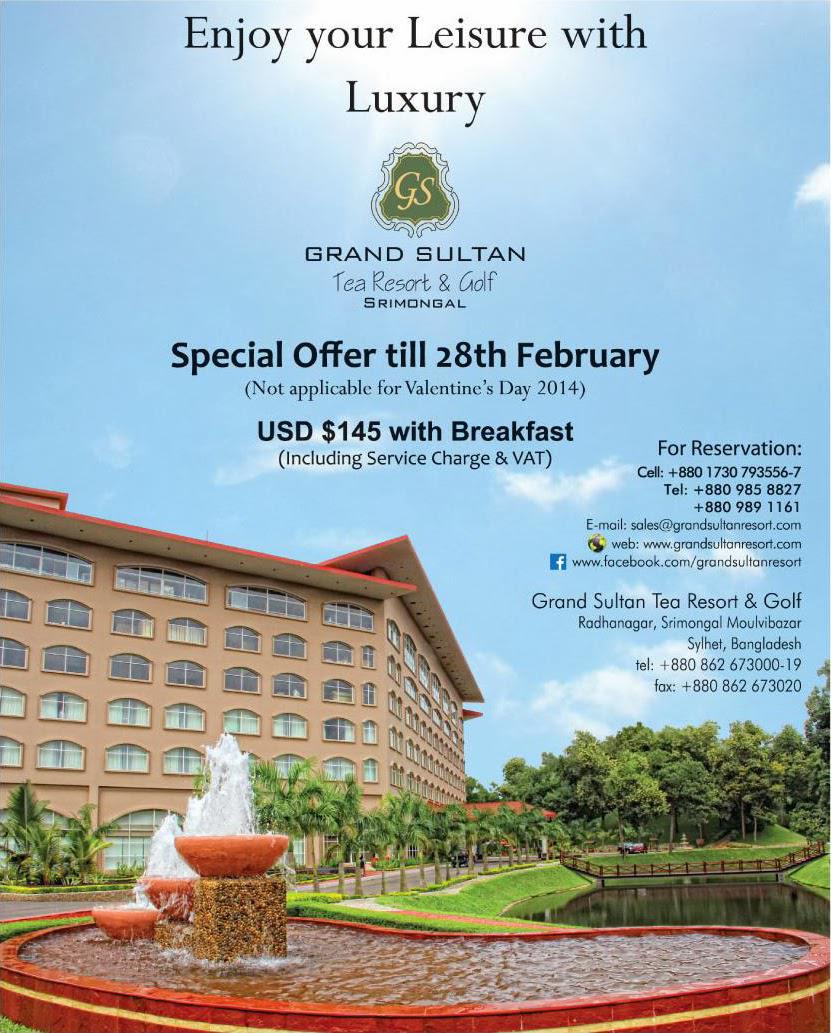 Enjoy your Leisure with
Luxury
GS
GRAND SULTAN
Tea Resort & Golf
SRIMONGAL
Special Offer till 28th February
(Not applicable for Valentine's Day 2014)
USD $145 with Breakfast
(Including Service Charge & VAT)
For Reservation:
Cell: +880 1730 793556-7
Tel: +880 985 8827
+880 989 1161
E-mail: sales@grandsultanresort.com
web: www.grandsultanresort.com
f www.facebook.com/grandsultanresort
Grand Sultan Tea Resort & Golf
Radhanagar, Srimongal Moulvibazar
Sylhet, Bangladesh
tel: +880 862 673000-19
fax: +880 862 673020